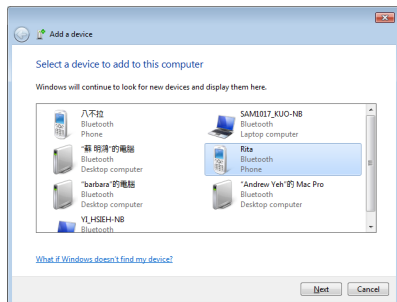 Add a device
Select a device to add to this computer
Windows will continue to look for new devices and display them here.
八不拉
Bluetooth
Phone
SAM1017_KUO-NB
Bluetooth
Laptop computer
"蘇 明鴻"的電腦
Bluetooth
Desktop computer
Rita
Bluetooth
Phone
"barbara"的電腦
Bluetooth
Desktop computer
"Andrew Yeh"的 Mac Pro
Bluetooth
Desktop computer
YI_HSIEH-NB
Bluetooth
What if Windows doesn't find my device?
Next
Cancel